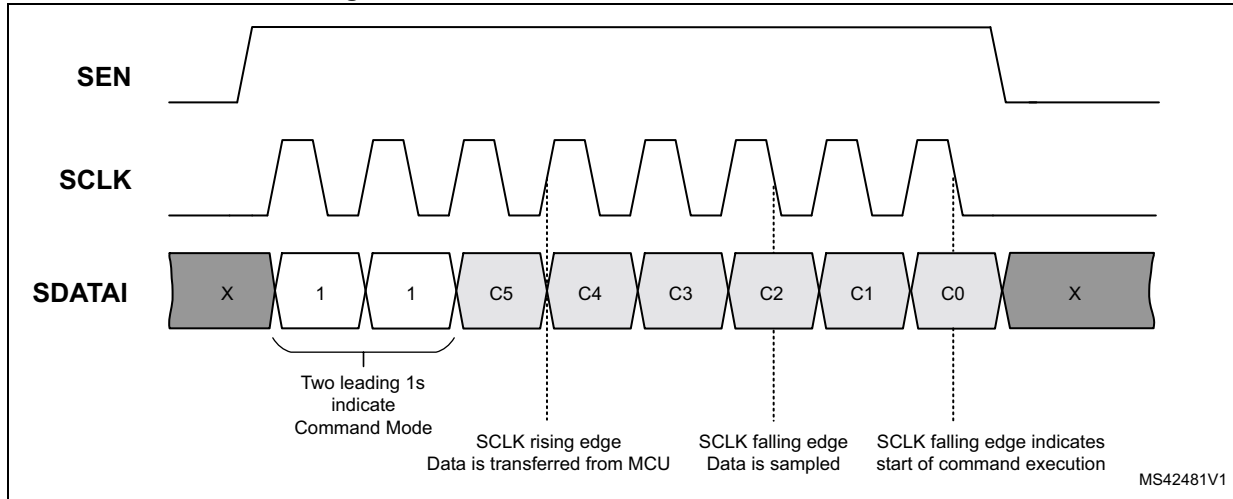 SEN
SCLK
SDATAI
X 1 1 C5 C4 C3 C2 C1 C0 X
Two leading 1s
indicate
Command Mode
SCLK rising edge
Data is transferred from MCU
SCLK falling edge
Data is sampled
SCLK falling edge indicates
start of command execution
MS42481V1